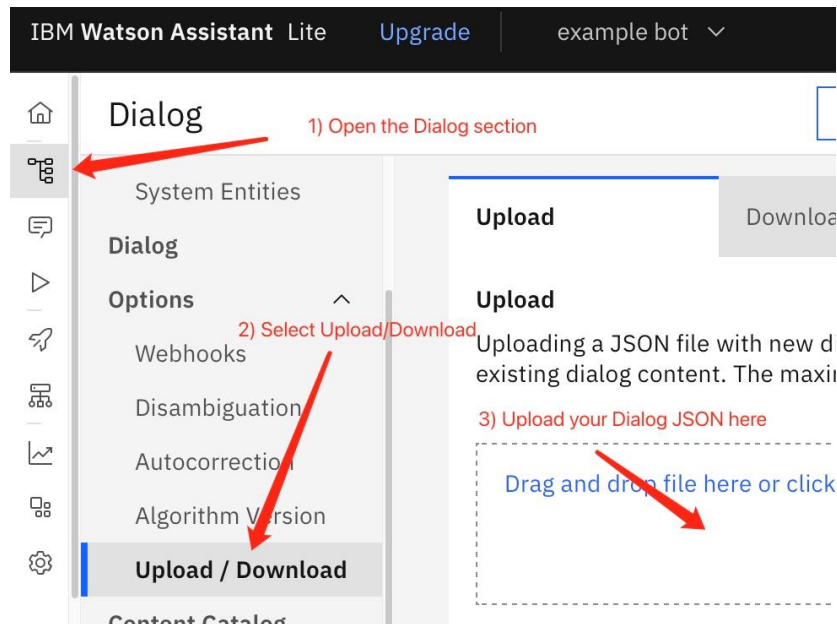 IBM Watson Assistant Lite Upgrade example bot
Dialog
1) Open the Dialog section
System Entities
Dialog
Options
2) Select Upload/Download
Webhooks
Disambiguation
Autocorrection
Algorithm Version
Upload / Download
Content Catalog
Upload
Upload
Uploading a JSON file with new
existing dialog content. The
3) Upload your Dialog JSON here
Drag and drop file here or click